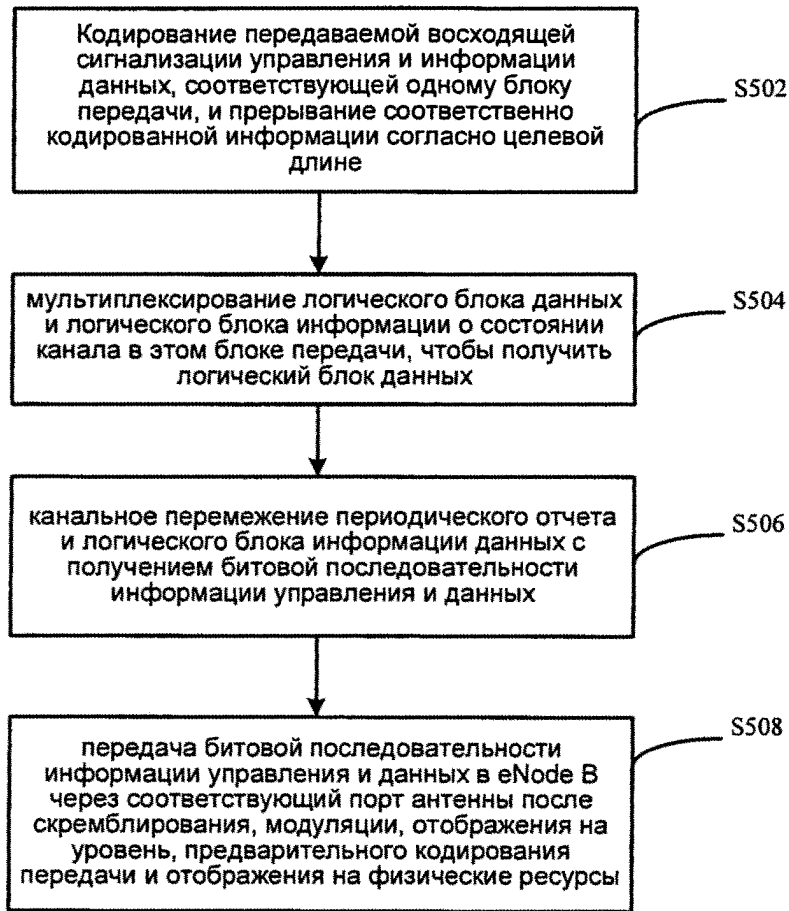 Кодирование передаваемой восходящей
сигнализации управления и информации
данных, соответствующей одному блоку
передачи, и прерывание соответственно
кодированной информации согласно целевой
длине
S502
мультиплексирование логического блока данных
и логического блока информации о состоянии
канала в этом блоке передачи, чтобы получить
логический блок данных
S504
канальное перемежение периодического отчета
и логического блока информации данных с
получением битовой последовательности
информации управления и данных
S506
передача битовой последовательности
информации управления и данных в eNode B
через соответствующий порт антенны после
скремблирования, модуляции, отображения на
уровень, предварительного кодирования
передачи и отображения на физические ресурсы
S508